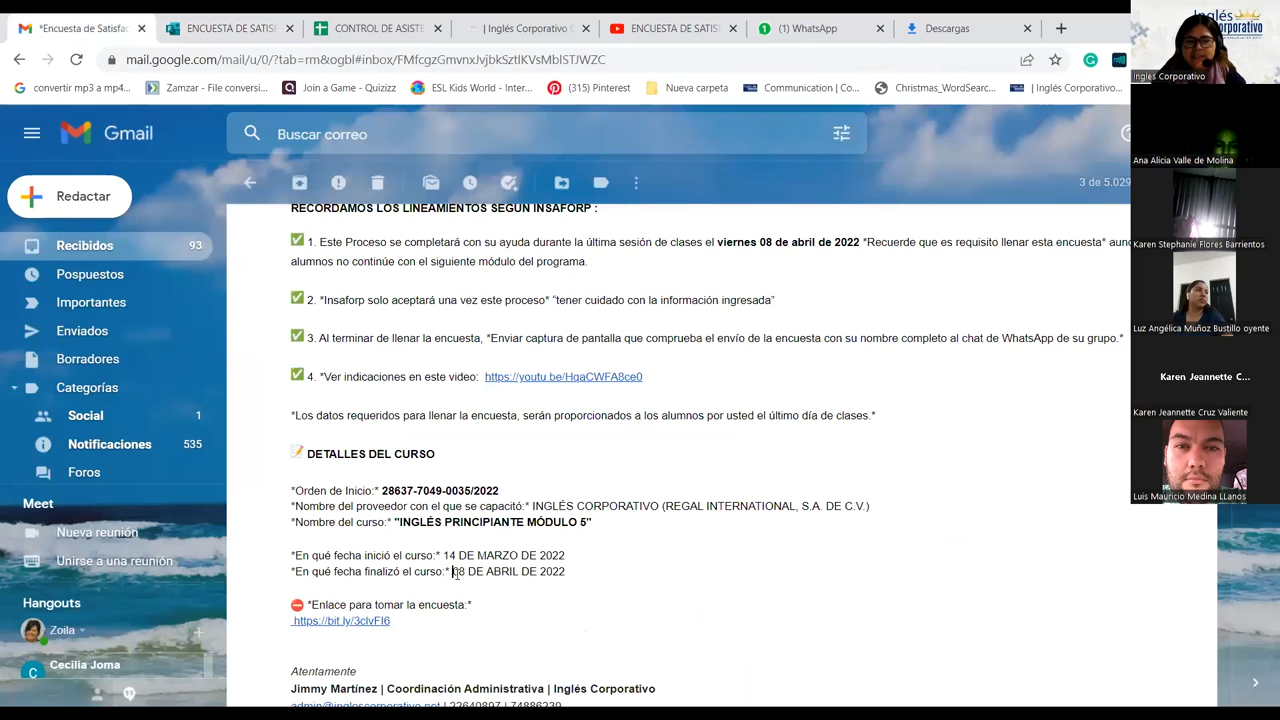 *Encuesta de Satisfac
ENCUESTA DE SATISF
CONTROL DE ASISTE
| Inglés Corporativo C
ENCUESTA DE SATISF
(1) WhatsApp
Descargas
mail.google.com/mail/u/0/?tab=rm&ogbl#inbox/FMfcgzGmvnxJvjbkSztlKVsMblSTJWZC
convertir mp3 a mp4...
Zamzar - File conversi...
Join a Game - Quizizz
ESL Kids World - Inter...
(315) Pinterest
Nueva carpeta
Communication | Co...
Christmas_WordSearc...
| Inglés Corporativo...
Gmail
Buscar correo
Redactar
3 de 5.029
Recibidos 93
Pospuestos
Importantes
Enviados
Borradores
Categorías
Social 1
Notificaciones 535
Foros
Meet
Nueva reunión
Unirse a una reunión
Hangouts
Zoila
Cecilia Joma
C
RECORDAMOS LOS LINEAMIENTOS SEGÚN INSAFORP :
1. Este Proceso se completará con su ayuda durante la última sesión de clases el viernes 08 de abril de 2022 *Recuerde que es requisito llenar esta encuesta* aun
alumnos no continúe con el siguiente módulo del programa.
2. *Insaforp solo aceptará una vez este proceso* “tener cuidado con la información ingresada”
3. Al terminar de llenar la encuesta, *Enviar captura de pantalla que comprueba el envío de la encuesta con su nombre completo al chat de WhatsApp de su grupo.*
4. *Ver indicaciones en este video: https://youtu.be/HqaCWFA8ce0
*Los datos requeridos para llenar la encuesta, serán proporcionados a los alumnos por usted el último día de clases.*
DETALLES DEL CURSO
*Orden de Inicio:* 28637-7049-0035/2022
*Nombre del proveedor con el que se capacitó:* INGLÉS CORPORATIVO (REGAL INTERNATIONAL, S.A. DE C.V.)
*Nombre del curso:* "INGLÉS PRINCIPIANTE MÓDULO 5"
*En qué fecha inició el curso:* 14 DE MARZO DE 2022
*En qué fecha finalizó el curso:* 08 DE ABRIL DE 2022
*Enlace para tomar la encuesta:*
https://bit.ly/3clvFI6
Atentamente
Jimmy Martínez | Coordinación Administrativa | Inglés Corporativo
admin@inglescorporativo.net | 22640897 | 74886239
Inglés Corporativo
Ana Alicia Valle de Molina
Karen Stephanie Flores Barrientos
Luz Angélica Muñoz Bustillo oyente
Karen Jeannette C...
Karen Jeannette Cruz Valiente
Luis Mauricio Medina LLanos